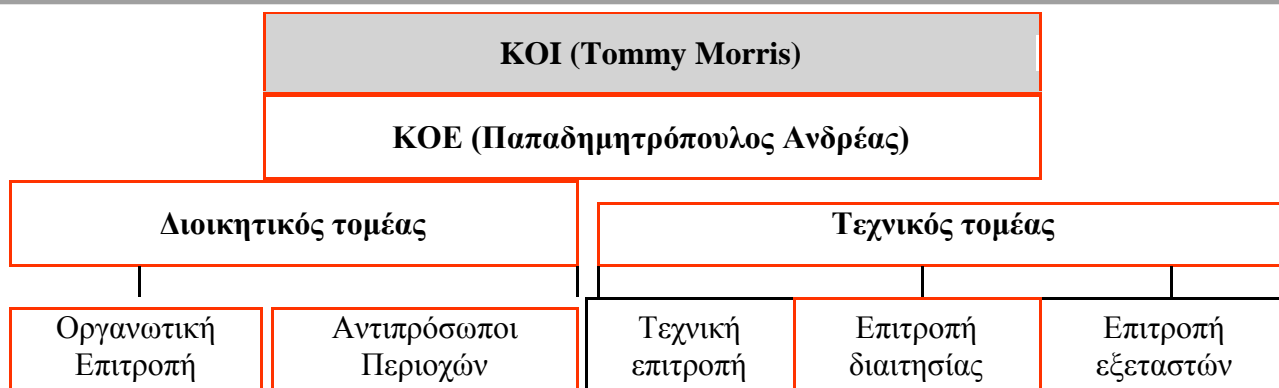 KOI (Tommy Morris)
ΚΟΕ (Παπαδημητρόπουλος Ανδρέας)
Διοικητικός τομέας
Τεχνικός τομέας
Οργανωτική
Επιτροπή
Αντιπρόσωποι
Περιοχών
Τεχνική
επιτροπή
Επιτροπή
διαιτησίας
Επιτροπή
εξεταστών